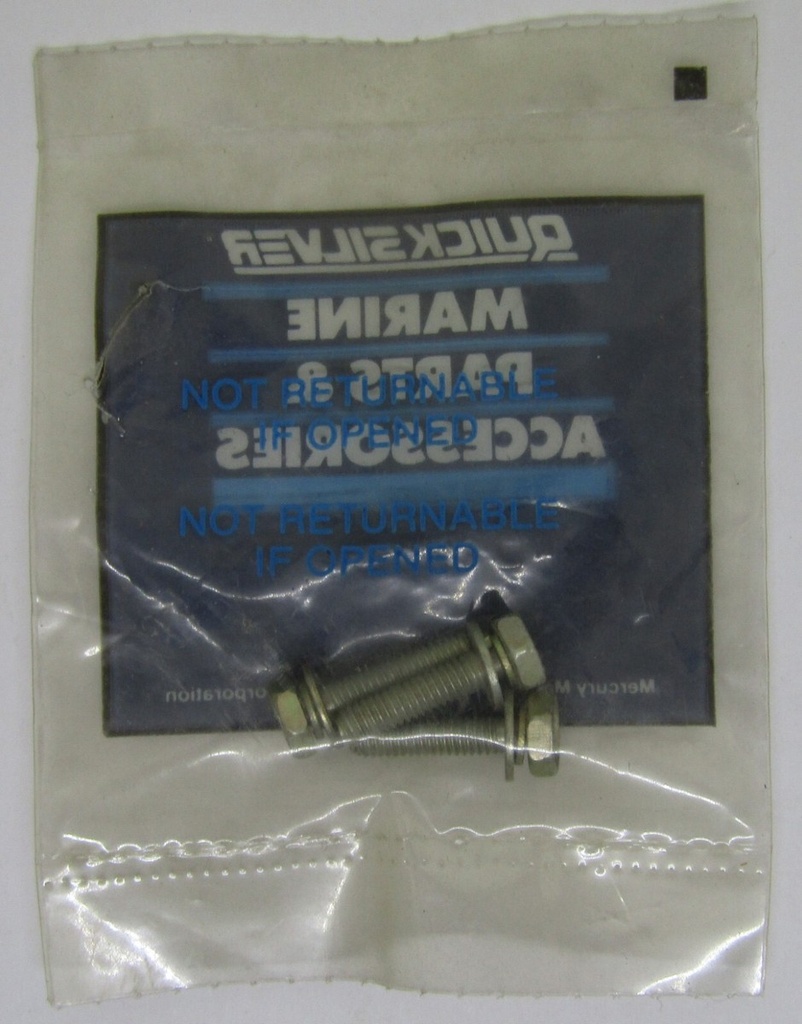 QUICKSILVER
MARINE
PARTS &
NOT RETURNABLE
IF OPENED
ACCESSORIES
NOT RETURNABLE
IF OPENED
Mercury M
orporation